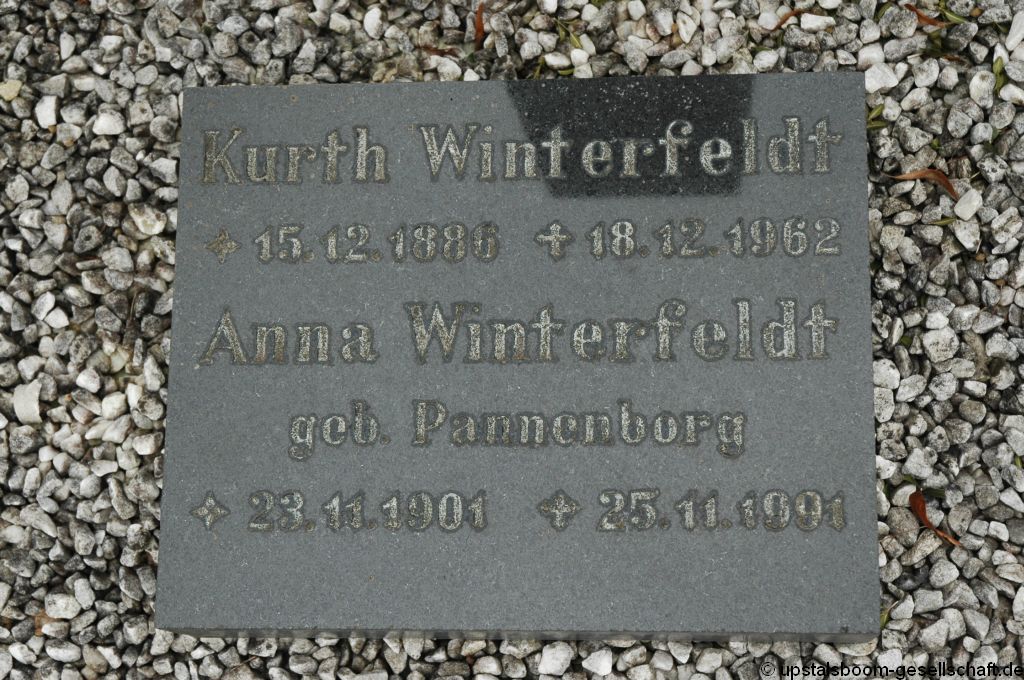 Kurth Winterfeldt
15.12.1886 18.12.1962
Anna Winterfeldt
geb. Pannenborg
23.11.1901 25.11.1991
© upstalsboom-gesellschaft.de